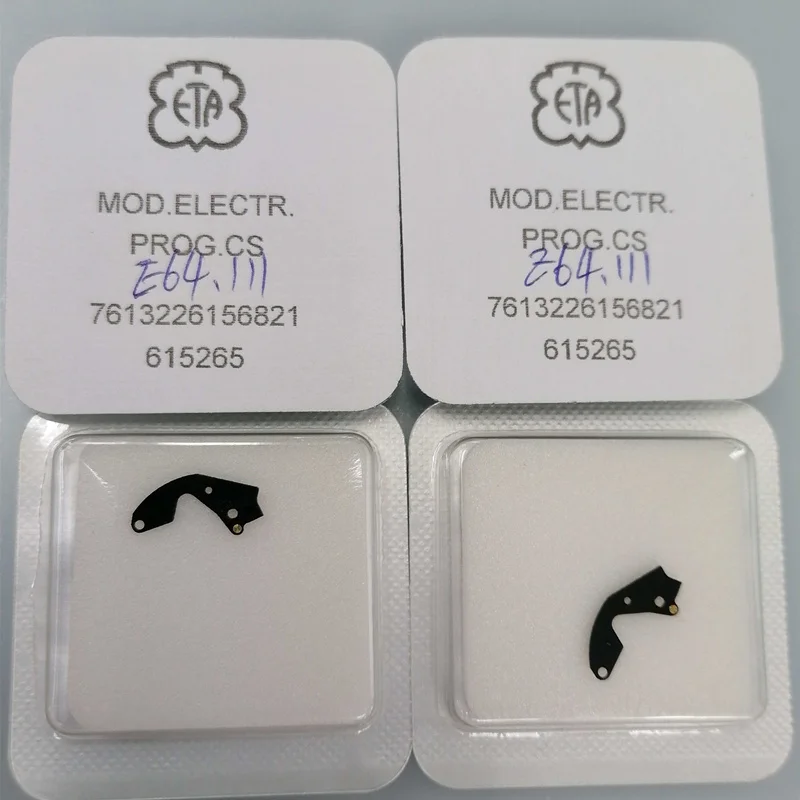 ETA
MOD.ELECTR.
PROG.CS
E64.111
7613226156821
615265
ETA
MOD.ELECTR.
PROG.CS
E64.111
7613226156821
615265